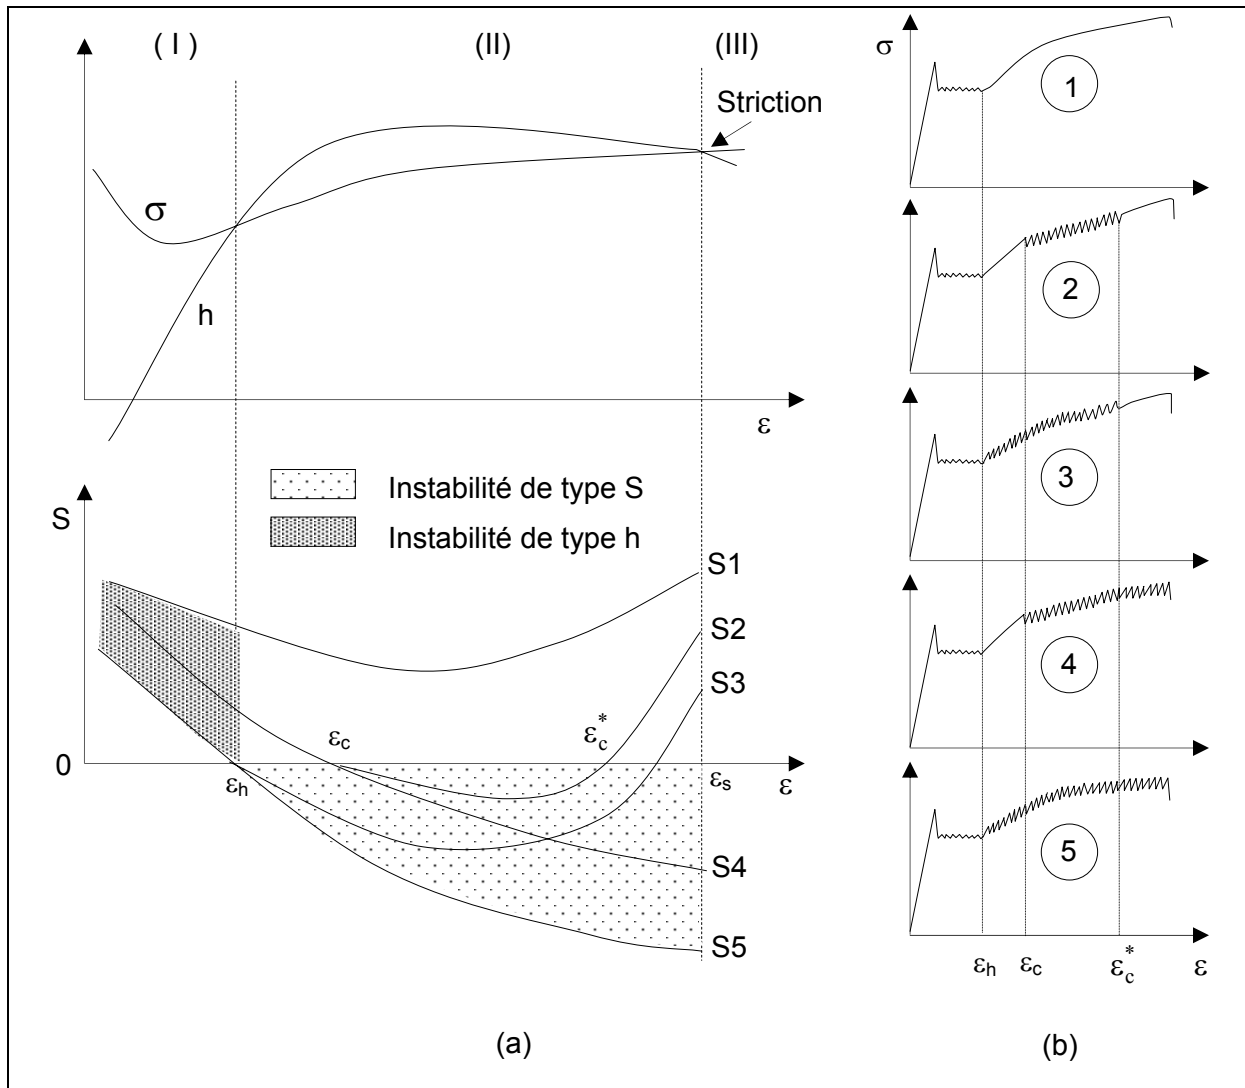 ( I )
(II)
(III)
Striction
σ
h
ε
Instabilité de type S
Instabilité de type h
S
S1
S2
S3
εc
εc*
0
εh
εs
ε
S4
S5
(a)
σ
1
2
3
4
5
εh
εc
εc*
ε
(b)